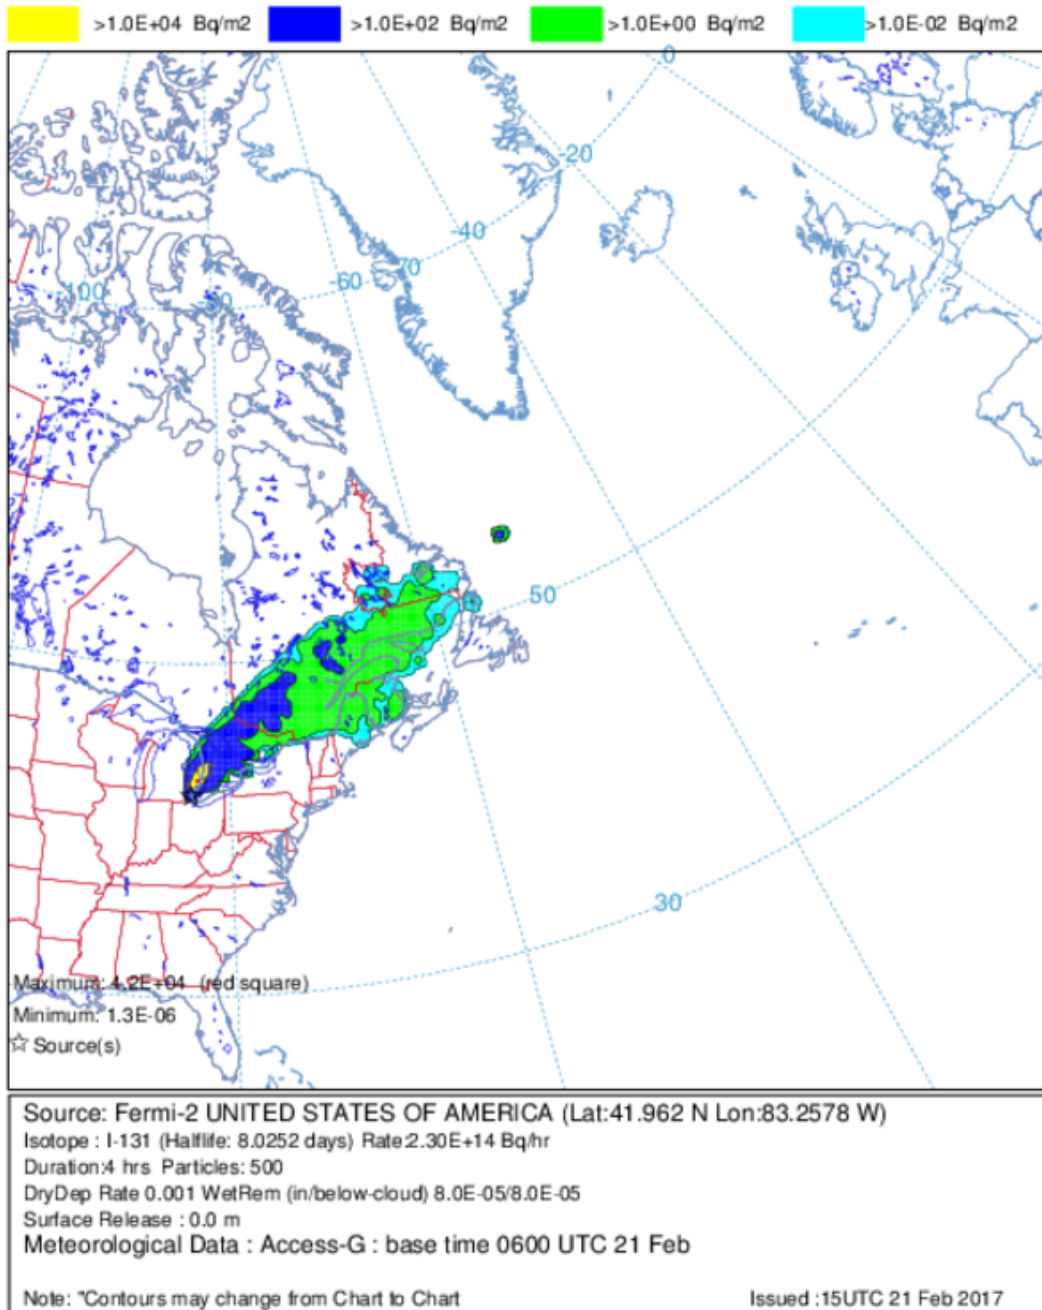 >1.0E+04 Bq/m2 >1.0E+02 Bq/m2 >1.0E+00 Bq/m2 >1.0E-02 Bq/m2
0
-20
-40
70
-60
-80
-100
50
30
Maximum: 4.2E+04 (red square)
Minimum: 1.3E-06
☆ Source(s)
Source: Fermi-2 UNITED STATES OF AMERICA (Lat:41.962 N Lon:83.2578 W)
Isotope : I-131 (Halflife: 8.0252 days) Rate:2.30E+14 Bq/hr
Duration:4 hrs Particles: 500
DryDep Rate 0.001 WetRem (in/below-cloud) 8.0E-05/8.0E-05
Surface Release : 0.0 m
Meteorological Data : Access-G : base time 0600 UTC 21 Feb
Note: "Contours may change from Chart to Chart Issued :15UTC 21 Feb 2017